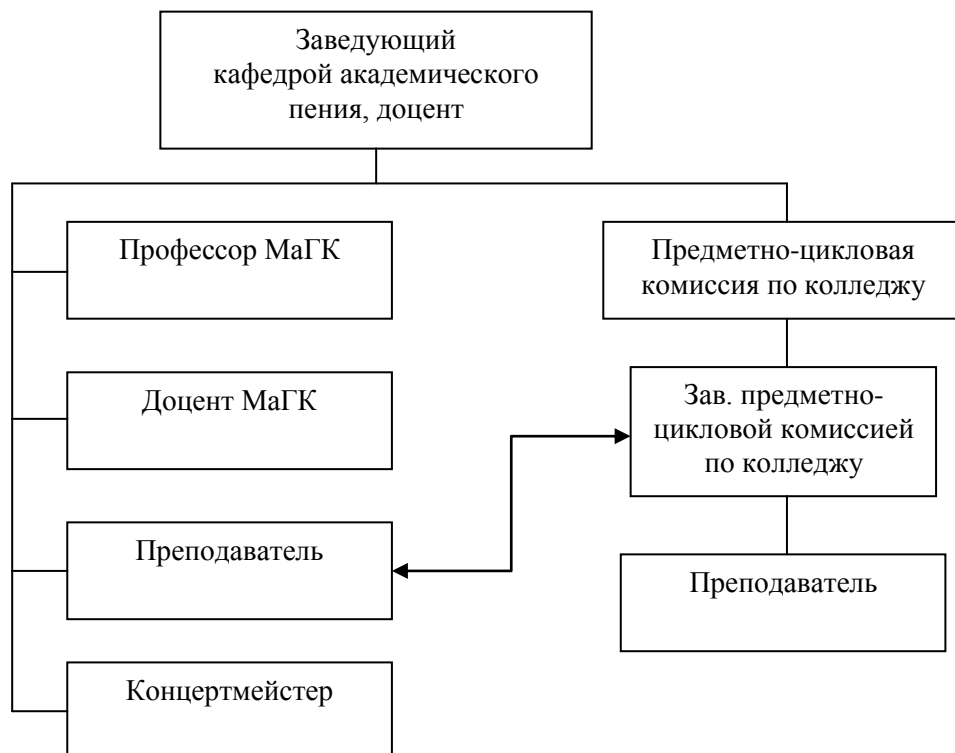 Заведующий
кафедрой академического
пения, доцент
Профессор МаГК
Предметно-цикловая
комиссия по колледжу
Доцент МаГК
Зав. предметно-
цикловой комиссией
по колледжу
Преподаватель
Преподаватель
Концертмейстер